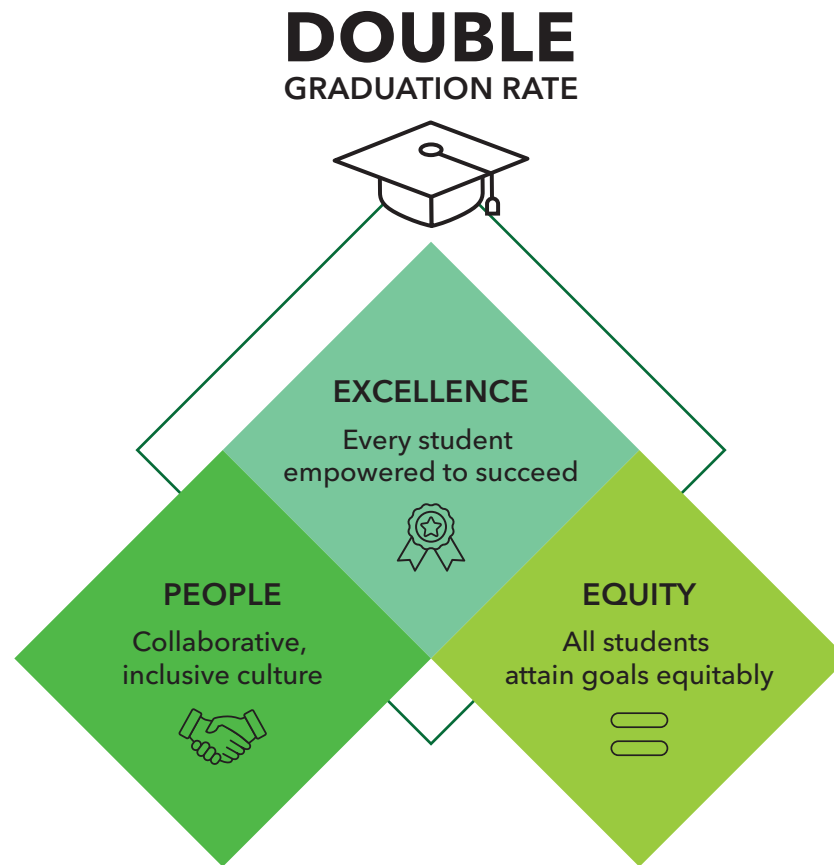 DOUBLE
GRADUATION RATE
EXCELLENCE
Every student
empowered to succeed
PEOPLE
Collaborative,
inclusive culture
EQUITY
All students
attain goals equitably